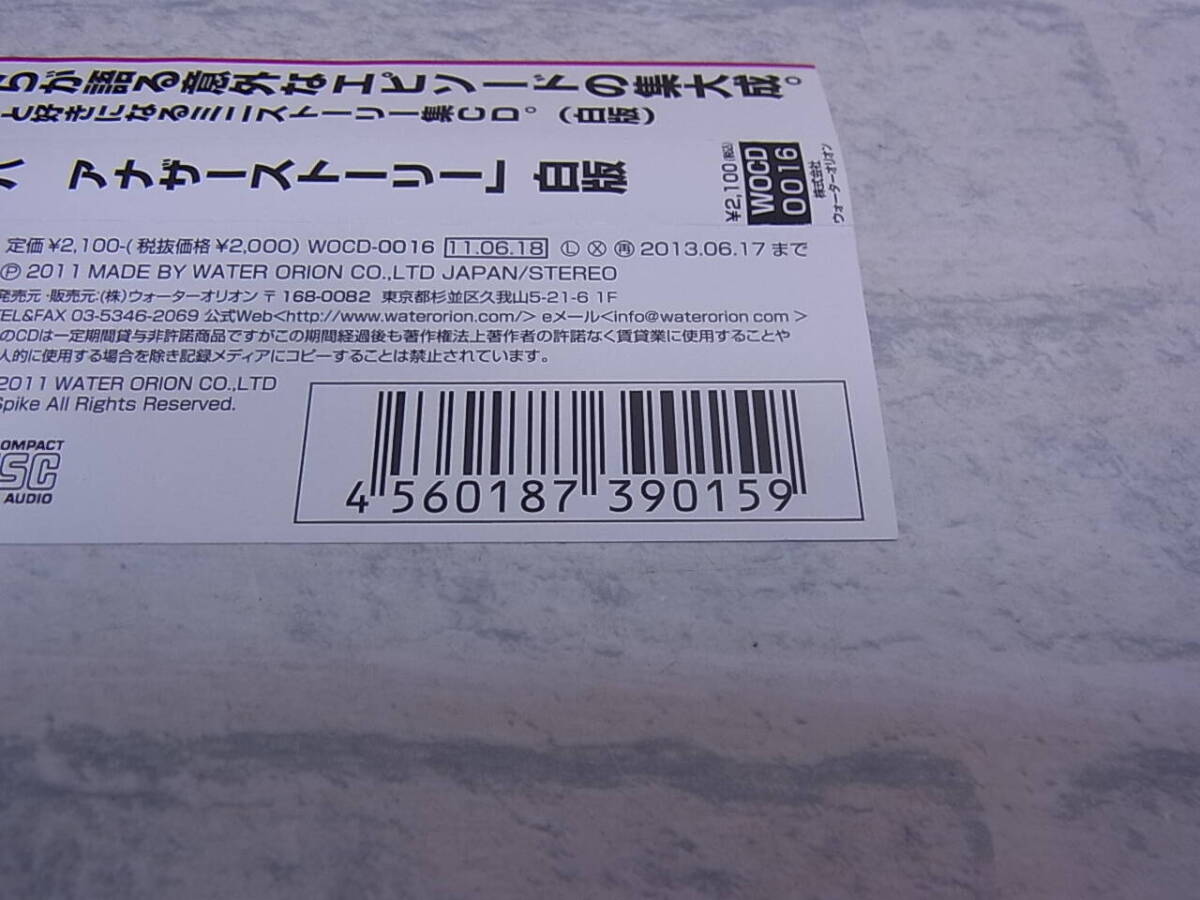 らが語る意外なエピソードの集大成。
と好きになるミニストーリー集CD。(白版)
アナザーストーリー」 白版
¥2,100(税込)
WOCD
0016
株式会社
ウォーターオリオン
定価¥2,100-(税抜価格¥2,000) WOCD-0016 11.06.18 Ⓛ Ⓧ 再 2013.06.17まで
Ⓟ 2011 MADE BY WATER ORION CO.,LTD JAPAN/STEREO
発売元・販売元:(株)ウォーターオリオン 〒168-0082 東京都杉並区久我山5-21-6 1F
TEL&FAX 03-5346-2069 公式Web<http://www.waterorion.com/> eメール<info@waterorion.com >
のCDは一定期間貸与非許諾商品ですがこの期間経過後も著作権法上著作者の許諾なく賃貸業に使用することや
人的に使用する場合を除き記録メディアにコピーすることは禁止されています。
2011 WATER ORION CO.,LTD
Spike All Rights Reserved.
COMPACT
DISC
AUDIO
4 560187 390159